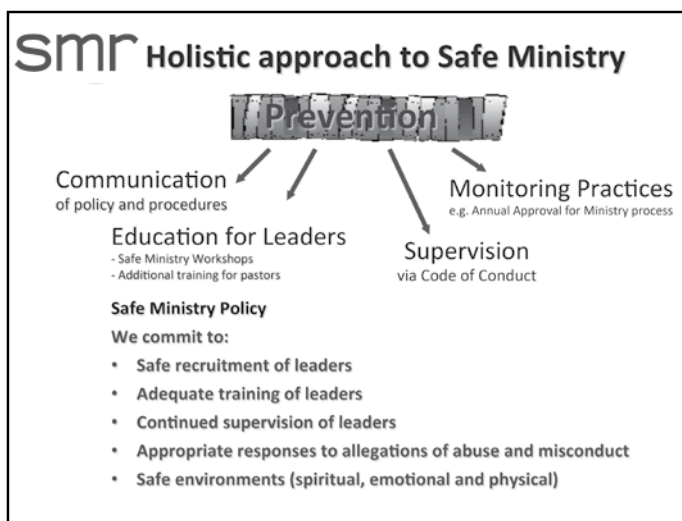 smr Holistic approach to Safe Ministry
Prevention
Communication
of policy and procedures
Education for Leaders
- Safe Ministry Workshops
- Additional training for pastors
Supervision
via Code of Conduct
Monitoring Practices
e.g. Annual Approval for Ministry process
Safe Ministry Policy
We commit to:
• Safe recruitment of leaders
• Adequate training of leaders
• Continued supervision of leaders
• Appropriate responses to allegations of abuse and misconduct
• Safe environments (spiritual, emotional and physical)